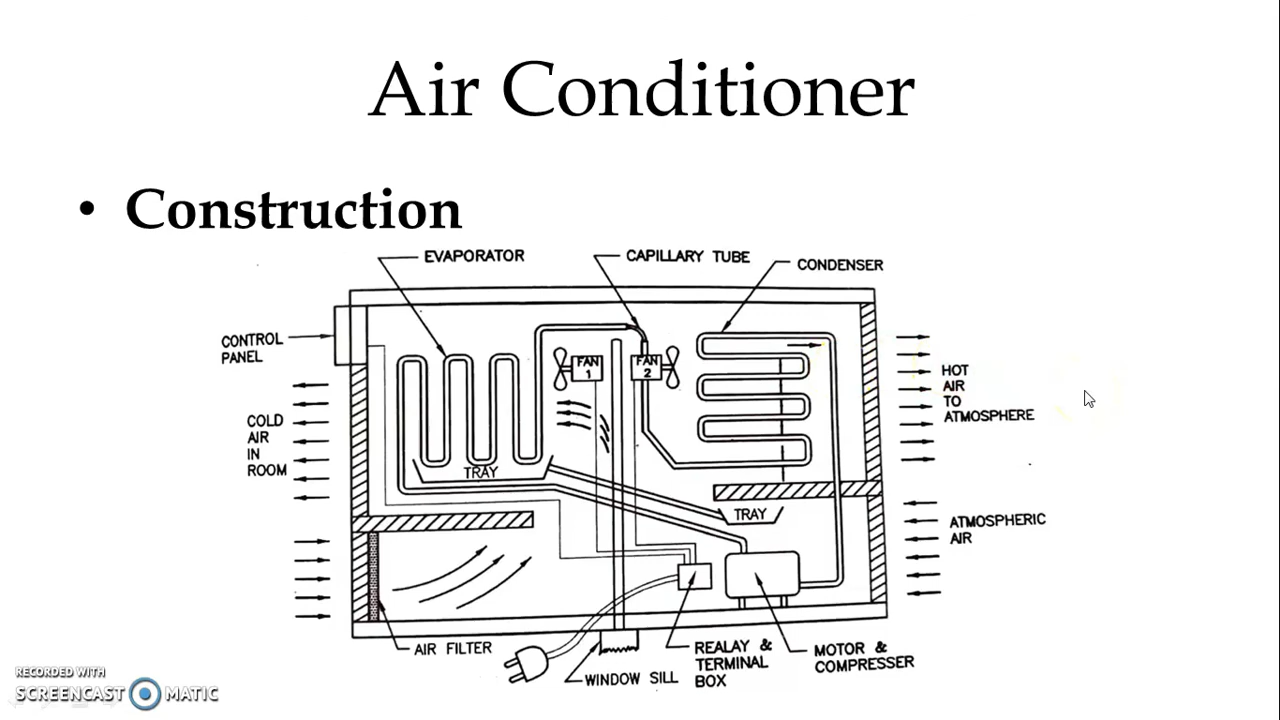 Air Conditioner
• Construction
EVAPORATOR
CAPILLARY TUBE
CONDENSER
CONTROL
PANEL
FAN
1
FAN
2
HOT
AIR
TO
ATMOSPHERE
COLD
AIR
IN
ROOM
TRAY
TRAY
ATMOSPHERIC
AIR
AIR FILTER
WINDOW SILL
REALAY &
TERMINAL
BOX
MOTOR &
COMPRESSER
RECORDED WITH
SCREENCAST MATIC